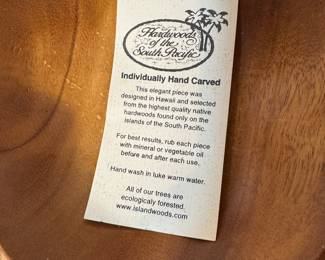 Hardwoods
of the
South Pacific
Individually Hand Carved
This elegant piece was
designed in Hawaii and selected
from the highest quality native
hardwoods found only on the
islands of the South Pacific.
For best results, rub each piece
with mineral or vegetable oil
before and after each use.
Hand wash in luke warm water.
All of our trees are
ecologicaly forested.
www.islandwoods.com